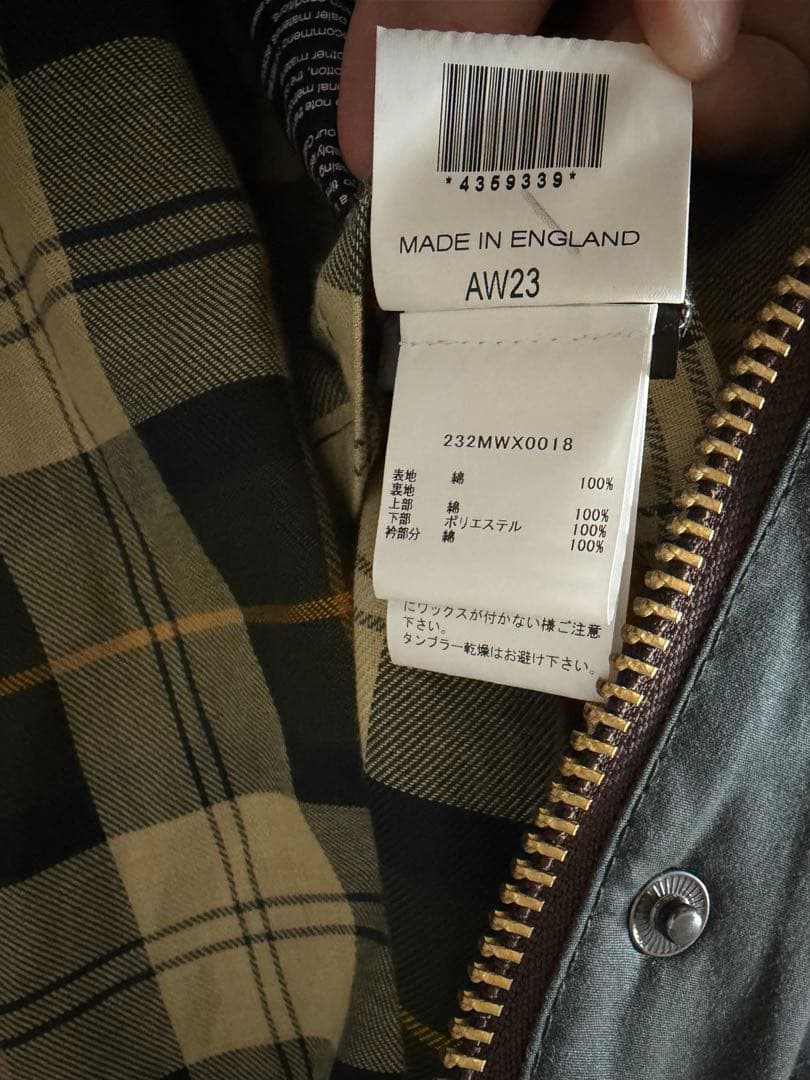 *4359339*
MADE IN ENGLAND
AW23
232MWX0018
表地 綿 100%
裏地
上部 綿 100%
下部 ポリエステル 100%
衿部分 綿 100%
にワックスが付かない様ご注意
下さい。
タンブラー乾燥はお避け下さい。